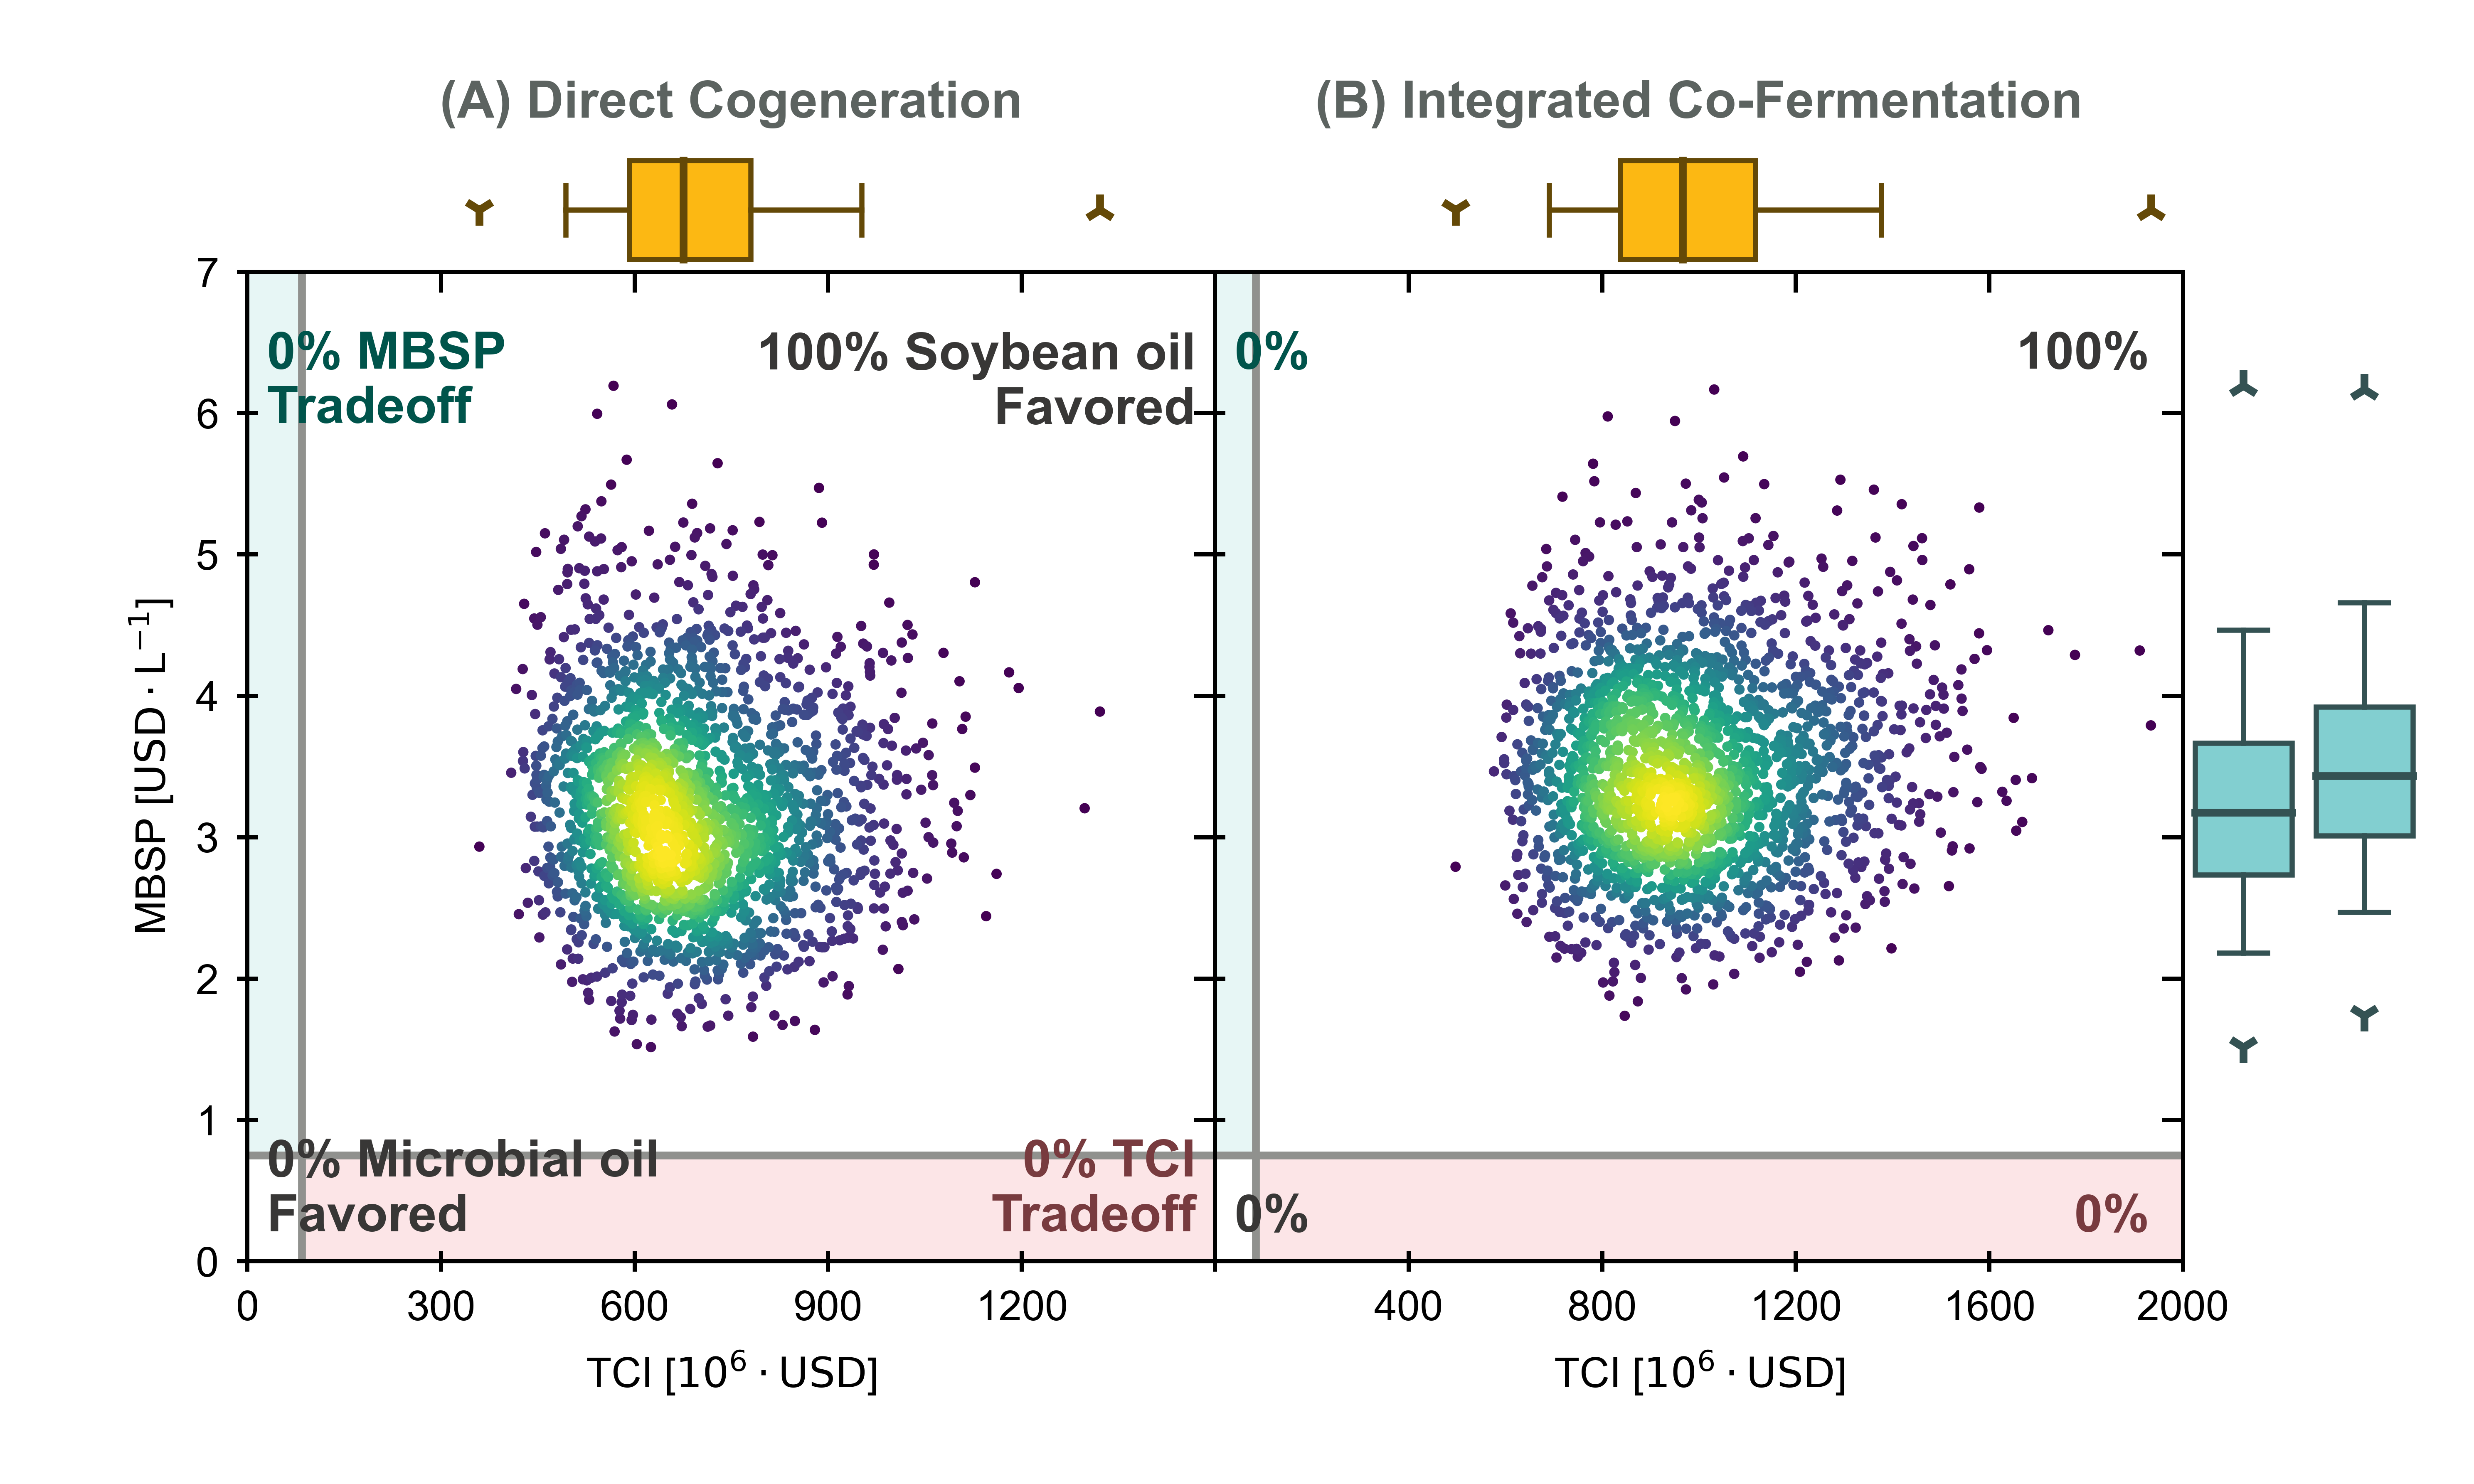 (A) Direct Cogeneration
(B) Integrated Co-Fermentation
7
6
5
4
3
2
1
0
MBSP [USD · L⁻¹]
0% MBSP
Tradeoff
100% Soybean oil
Favored
0% Microbial oil
Favored
0% TCI
Tradeoff
0%
100%
0%
0%
0 300 600 900 1200
400 800 1200 1600 2000
TCI [10⁶ · USD]
TCI [10⁶ · USD]